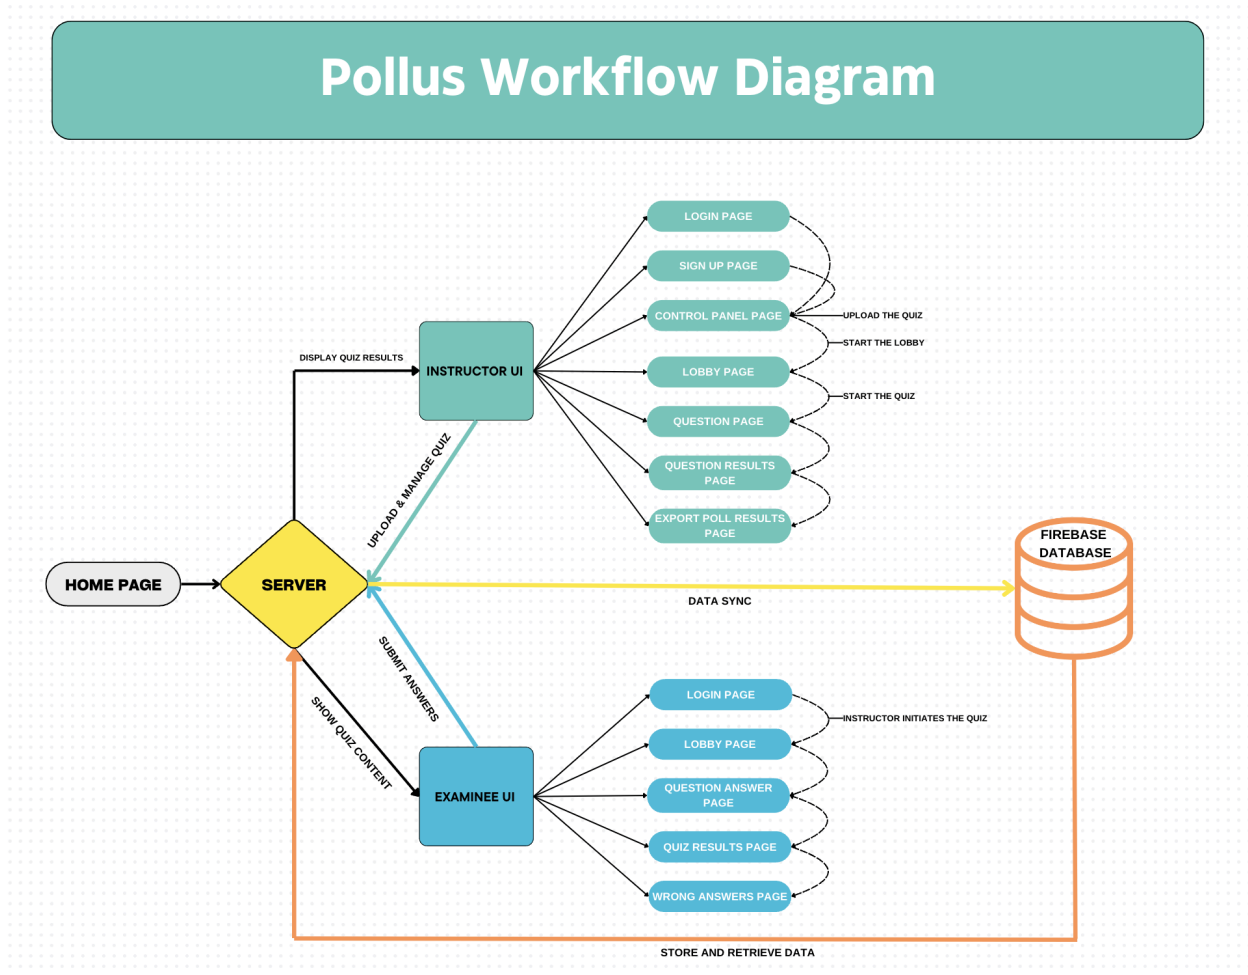 Pollus Workflow Diagram
LOGIN PAGE
SIGN UP PAGE
CONTROL PANEL PAGE
UPLOAD THE QUIZ
START THE LOBBY
DISPLAY QUIZ RESULTS
INSTRUCTOR UI
LOBBY PAGE
START THE QUIZ
QUESTION PAGE
UPLOAD & MANAGE QUIZ
QUESTION RESULTS
PAGE
EXPORT POLL RESULTS
PAGE
FIREBASE
DATABASE
HOME PAGE
SERVER
DATA SYNC
SUBMIT ANSWERS
SHOW QUIZ CONTENT
LOGIN PAGE
INSTRUCTOR INITIATES THE QUIZ
LOBBY PAGE
EXAMINEE UI
QUESTION ANSWER
PAGE
QUIZ RESULTS PAGE
WRONG ANSWERS PAGE
STORE AND RETRIEVE DATA